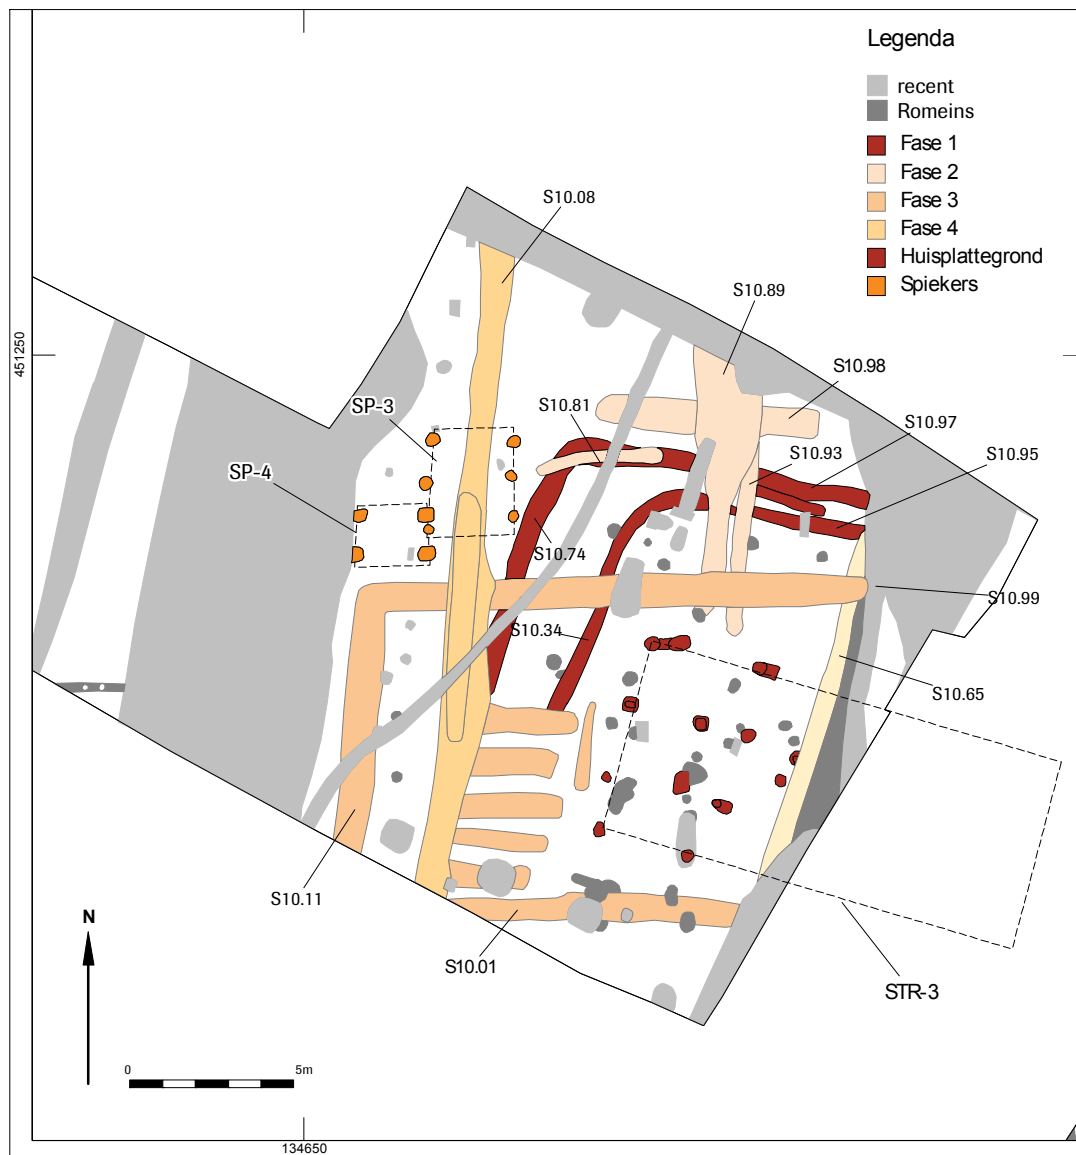 Legenda
recent
Romeins
Fase 1
Fase 2
Fase 3
Fase 4
Huisplattegrond
Spiekers
S10.08
S10.89
S10.98
451250
SP-3
S10.81
S10.97
S10.93
S10.95
SP-4
S10.74
S10.99
S10.34
S10.65
S10.11
N
S10.01
STR-3
0
5m
134650